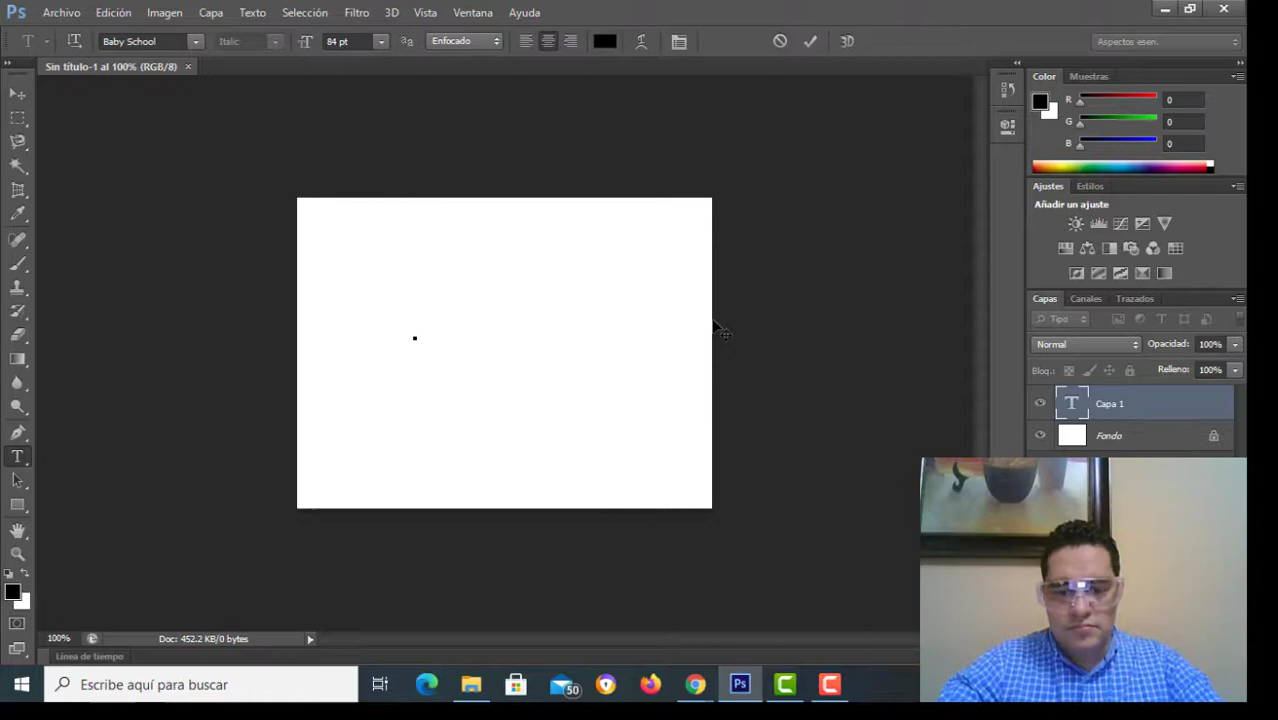 Ps Archivo Edición Imagen Capa Texto Selección Filtro 3D Vista Ventana Ayuda
T Baby School Italic 84 pt Enfocado 3D Aspectos esen.
Sin título-1 al 100% (RGB/8) ×
Color Muestras
R 0
G 0
B 0
Ajustes Estilos
Añadir un ajuste
Capas Canales Trazados
Tipo
Normal Opacidad: 100%
Bloq.: Relleno: 100%
T Capa 1
Fondo
100% Doc: 452.2 KB/0 bytes
Línea de tiempo
Escribe aquí para buscar 50 Ps